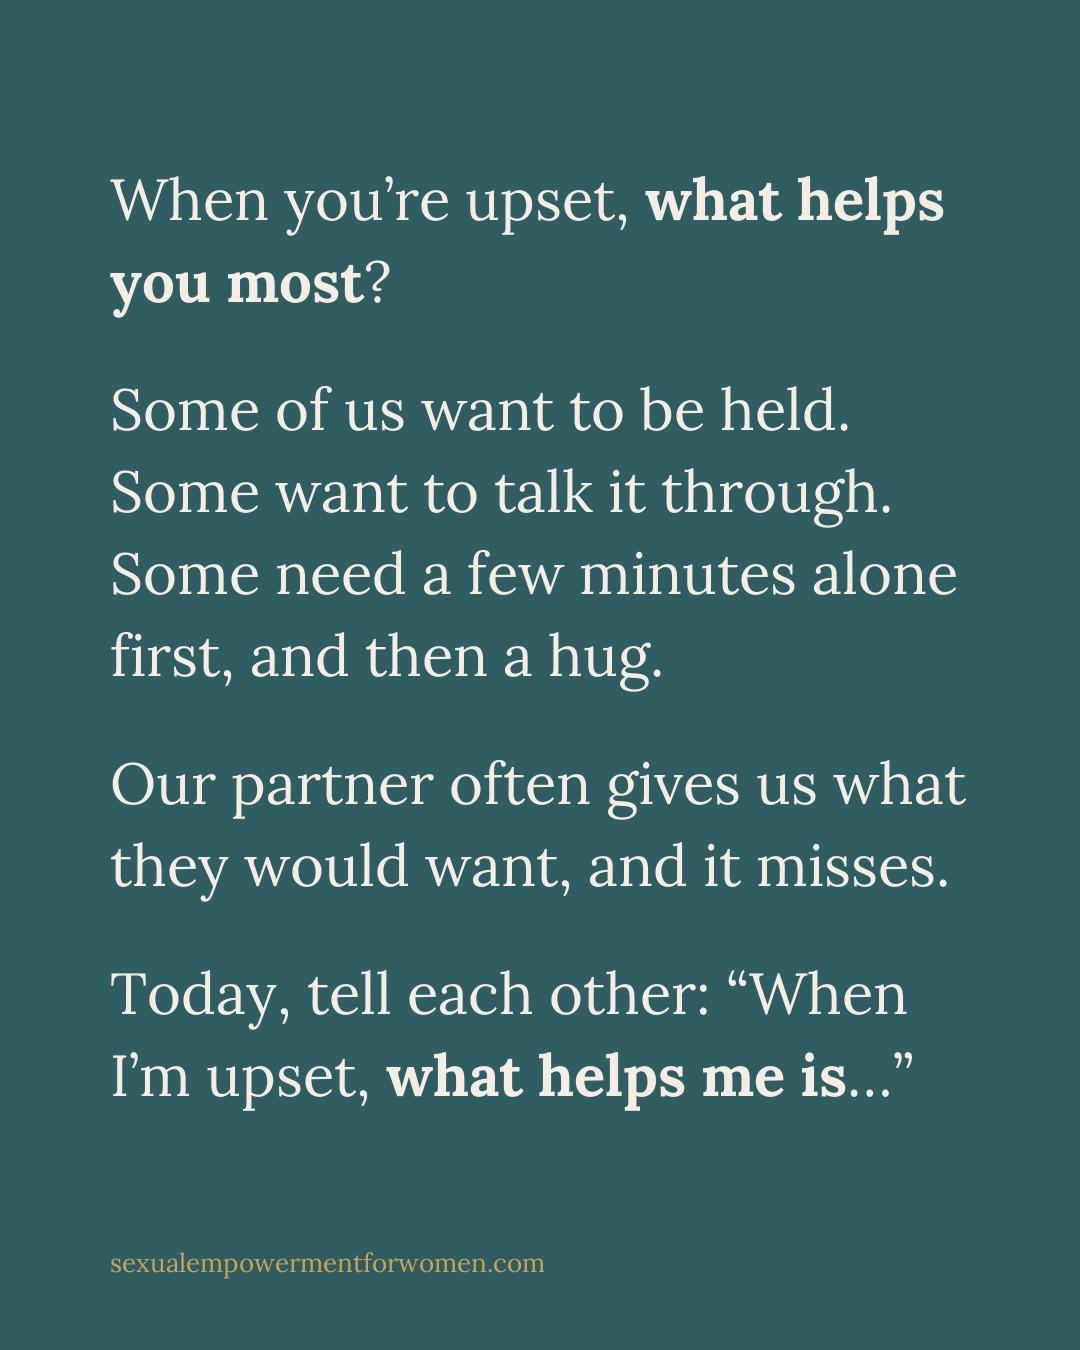 When you’re upset, what helps
you most?
Some of us want to be held.
Some want to talk it through.
Some need a few minutes alone
first, and then a hug.
Our partner often gives us what
they would want, and it misses.
Today, tell each other: “When
I’m upset, what helps me is…”
sexualempowermentforwomen.com